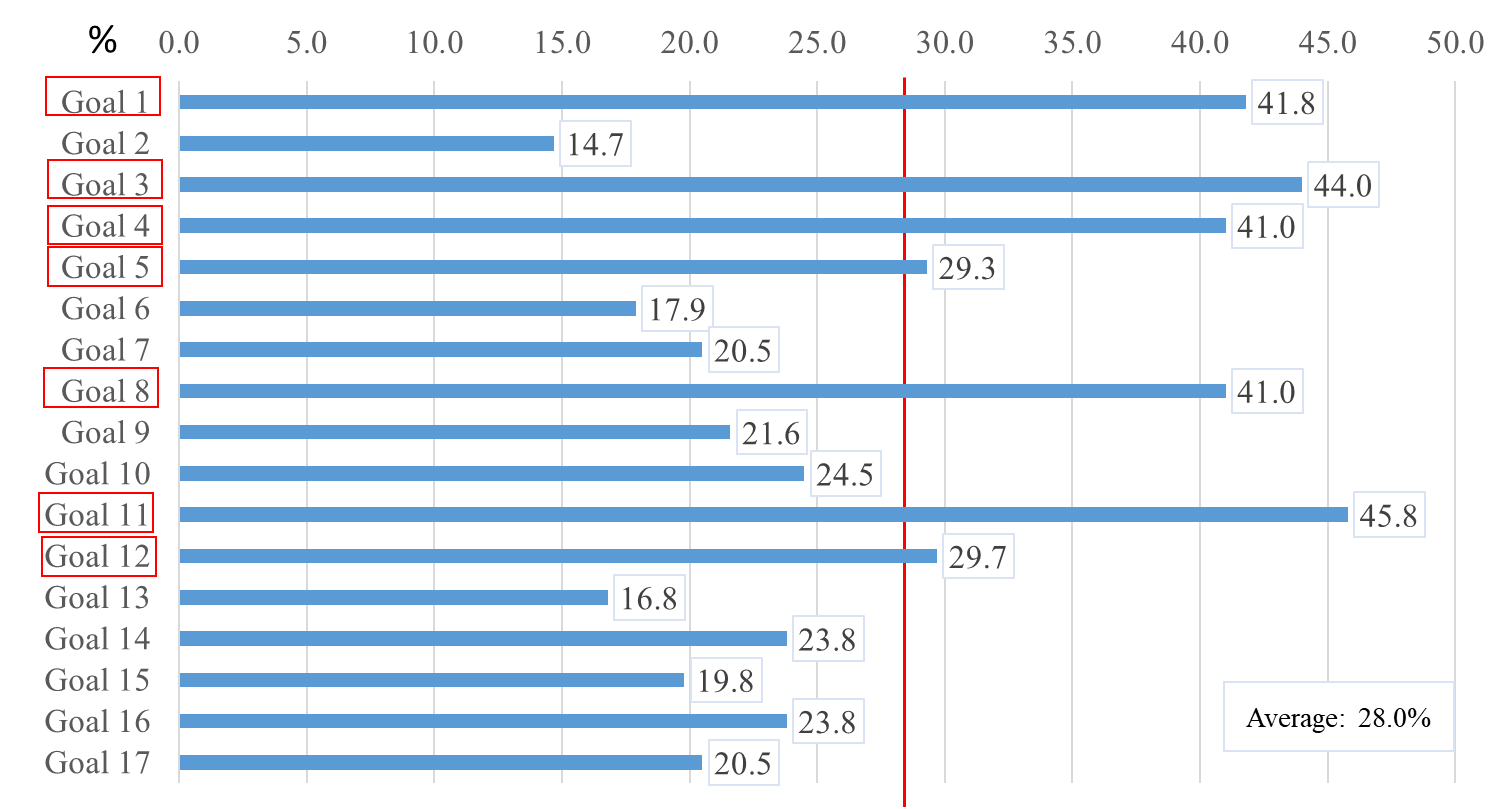 % 0.0 5.0 10.0 15.0 20.0 25.0 30.0 35.0 40.0 45.0 50.0
Goal 1 41.8
Goal 2 14.7
Goal 3 44.0
Goal 4 41.0
Goal 5 29.3
Goal 6 17.9
Goal 7 20.5
Goal 8 41.0
Goal 9 21.6
Goal 10 24.5
Goal 11 45.8
Goal 12 29.7
Goal 13 16.8
Goal 14 23.8
Goal 15 19.8
Goal 16 23.8
Average: 28.0%
Goal 17 20.5